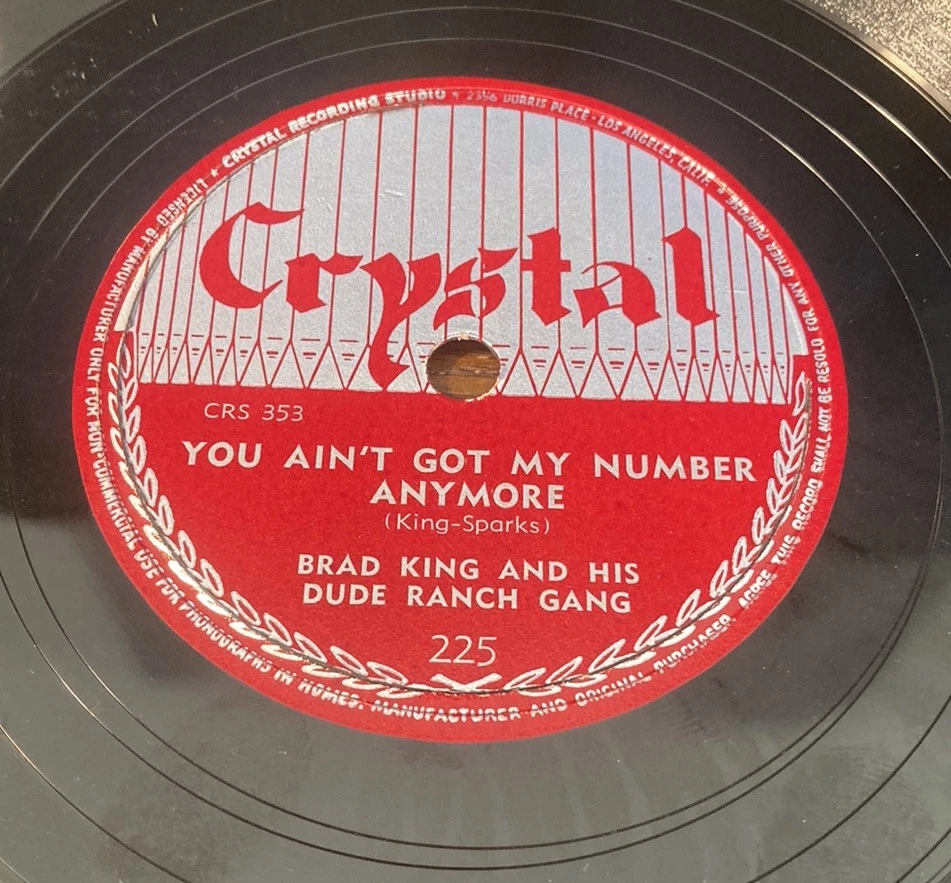 ★ CRYSTAL RECORDING STUDIO ★ 2356 DORRIS PLACE · LOS ANGELES, CALIF. ★
Crystal
CRS 353
YOU AIN'T GOT MY NUMBER
ANYMORE
(King-Sparks)
BRAD KING AND HIS
DUDE RANCH GANG
225
LICENSED BY MANUFACTURER ONLY FOR NON-COMMERCIAL USE FOR PHONOGRAPHS IN HOMES. MANUFACTURER AND ORIGINAL PURCHASER AGREE THIS RECORD SHALL NOT BE RESOLD FOR ANY OTHER PURPOSE